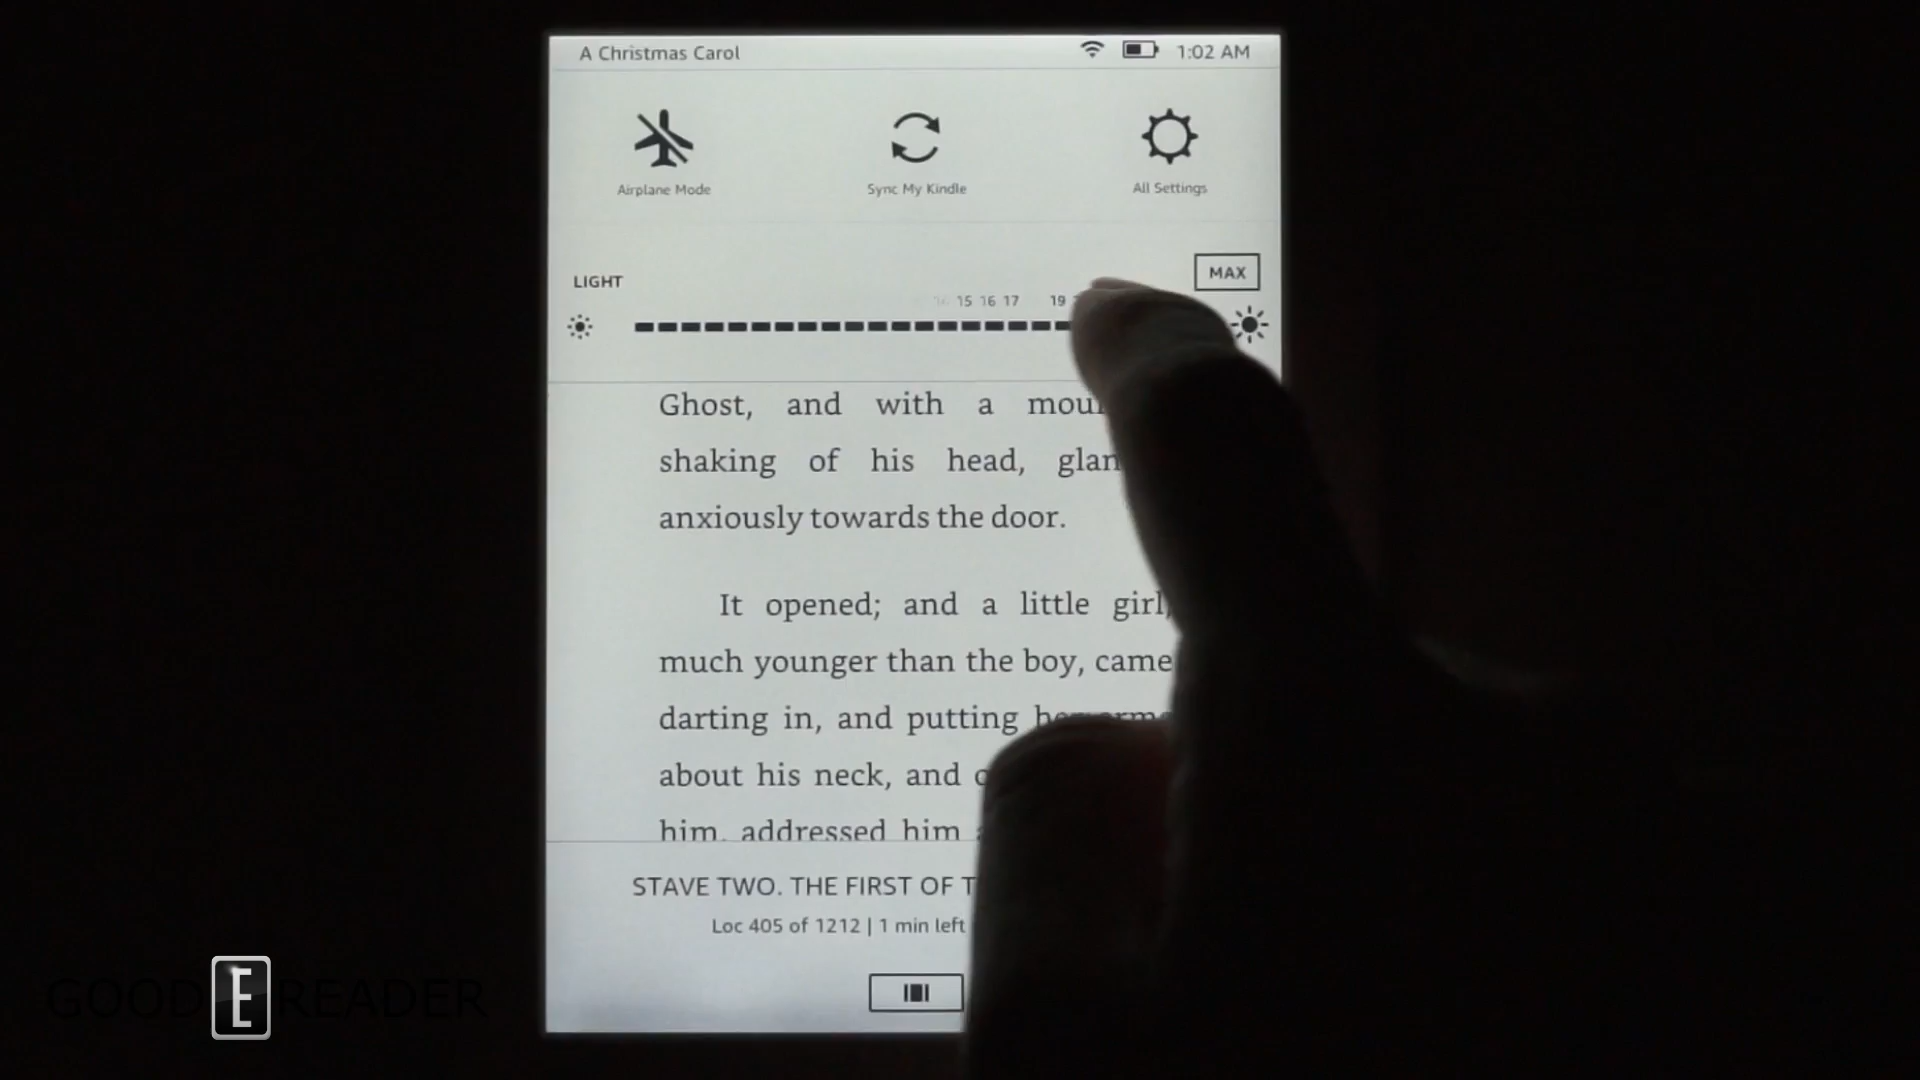 A Christmas Carol
1:02 AM
Airplane Mode
Sync My Kindle
All Settings
MAX
LIGHT
15 16 17 19
Ghost, and with a
shaking of his head,
anxiously towards the door.
It opened; and a little girl,
much younger than the boy, came
darting in, and putting
about his neck, and
him, addressed him
STAVE TWO. THE FIRST OF
Loc 405 of 1212 | 1 min left
GOOD E READER